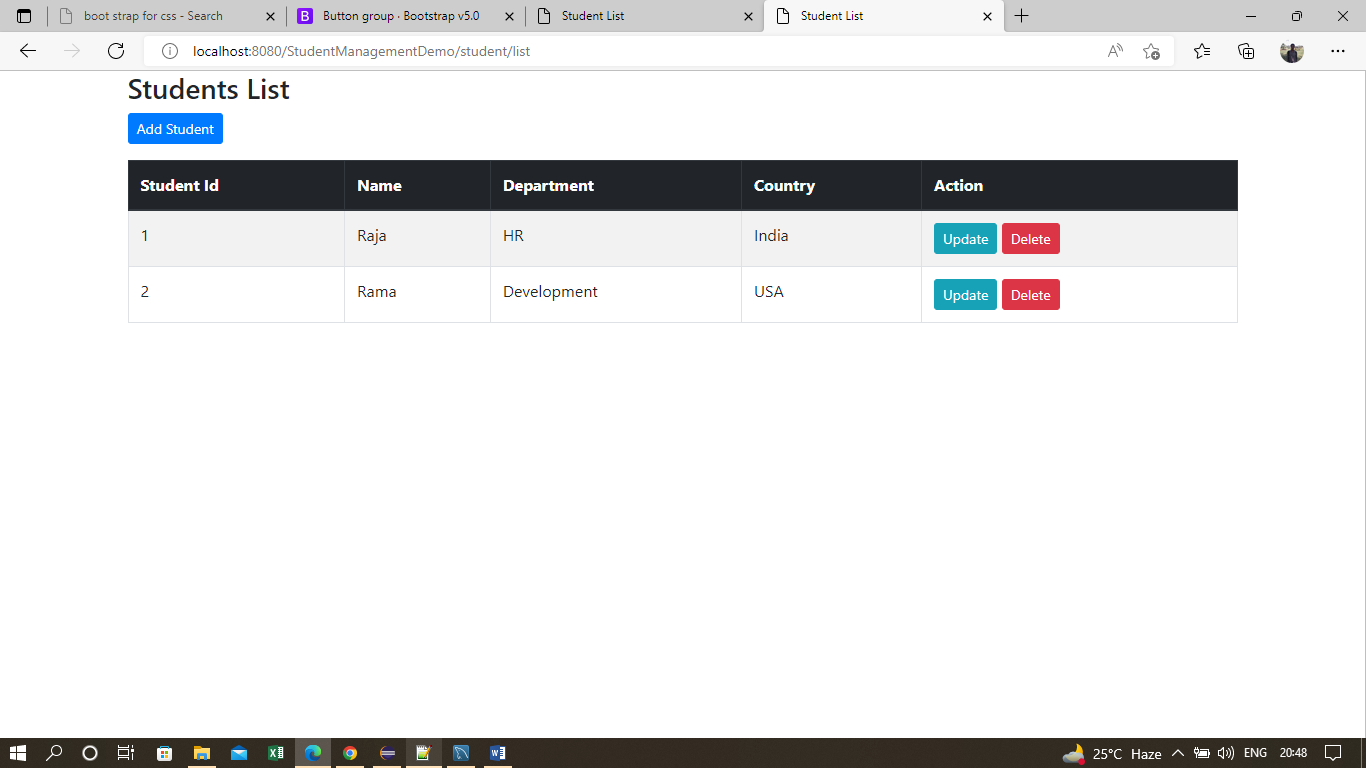 boot strap for css - Search
Button group · Bootstrap v5.0
Student List
Student List
localhost:8080/StudentManagementDemo/student/list
Students List
Add Student
Student Id Name Department Country Action
1 Raja HR India Update Delete
2 Rama Development USA Update Delete
25°C Haze ENG 20:48